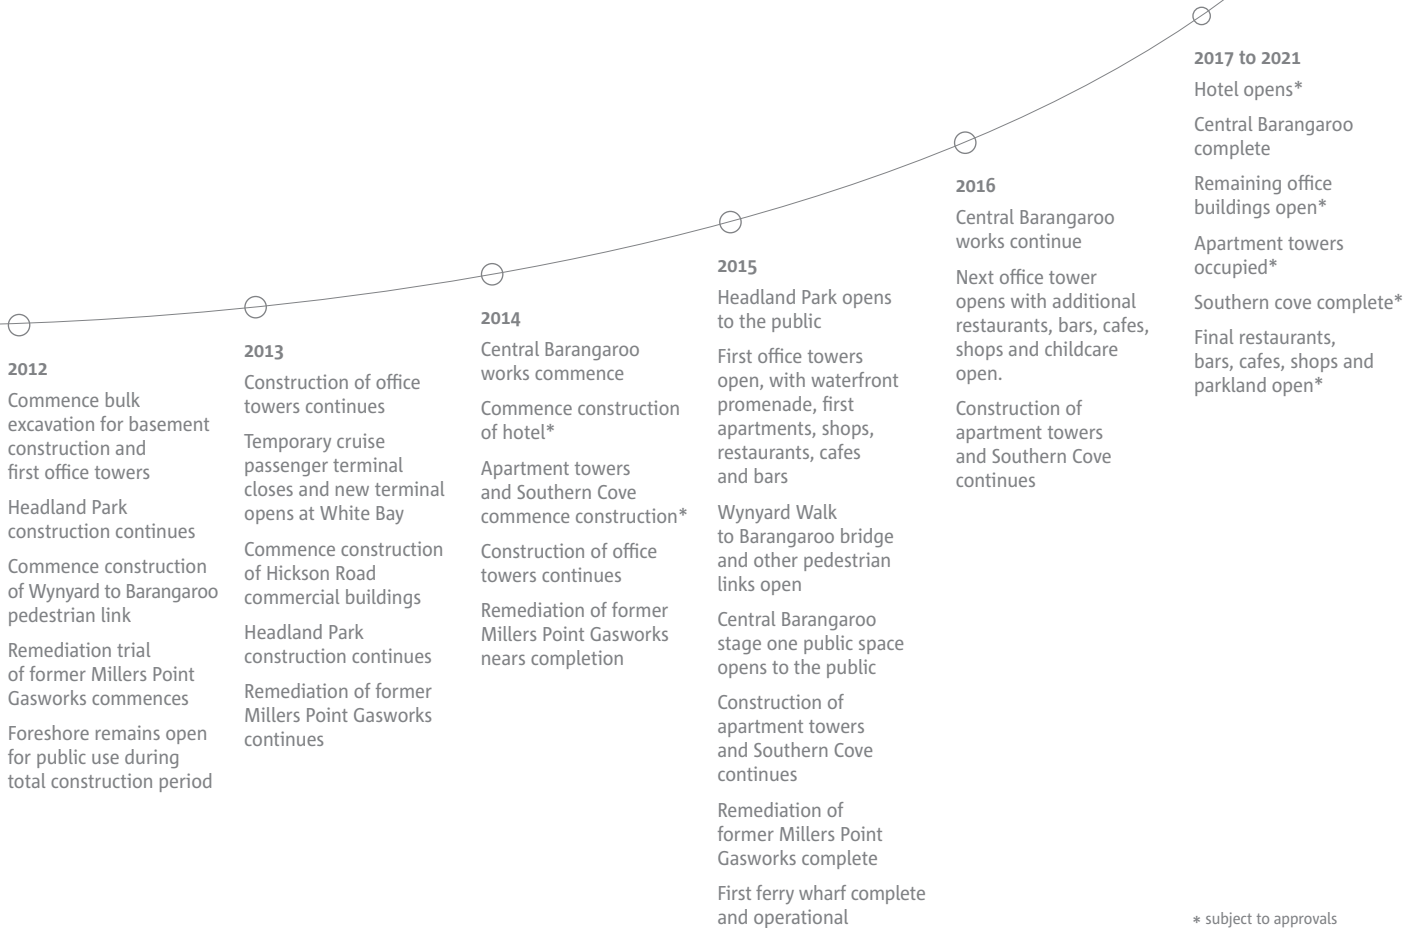 2012
Commence bulk
excavation for basement
construction and
first office towers
Headland Park
construction continues
Commence construction
of Wynyard to Barangaroo
pedestrian link
Remediation trial
of former Millers Point
Gasworks commences
Foreshore remains open
for public use during
total construction period
2013
Construction of office
towers continues
Temporary cruise
passenger terminal
closes and new terminal
opens at White Bay
Commence construction
of Hickson Road
commercial buildings
Headland Park
construction continues
Remediation of former
Millers Point Gasworks
continues
2014
Central Barangaroo
works commence
Commence construction
of hotel*
Apartment towers
and Southern Cove
commence construction*
Construction of office
towers continues
Remediation of former
Millers Point Gasworks
nears completion
2015
Headland Park opens
to the public
First office towers
open, with waterfront
promenade, first
apartments, shops,
restaurants, cafes
and bars
Wynyard Walk
to Barangaroo bridge
and other pedestrian
links open
Central Barangaroo
stage one public space
opens to the public
Construction of
apartment towers
and Southern Cove
continues
Remediation of
former Millers Point
Gasworks complete
First ferry wharf complete
and operational
2016
Central Barangaroo
works continue
Next office tower
opens with additional
restaurants, bars, cafes,
shops and childcare
open.
Construction of
apartment towers
and Southern Cove
continues
2017 to 2021
Hotel opens*
Central Barangaroo
complete
Remaining office
buildings open*
Apartment towers
occupied*
Southern cove complete*
Final restaurants,
bars, cafes, shops and
parkland open*
* subject to approvals